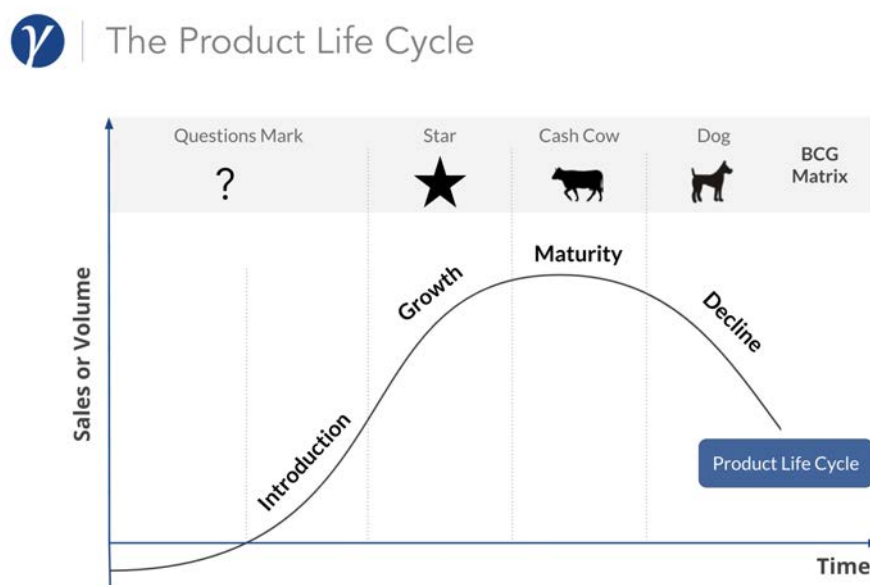 γ
The Product Life Cycle
Questions Mark
Star
Cash Cow
Dog
BCG
Matrix
?
Sales or Volume
Introduction
Growth
Maturity
Decline
Product Life Cycle
Time